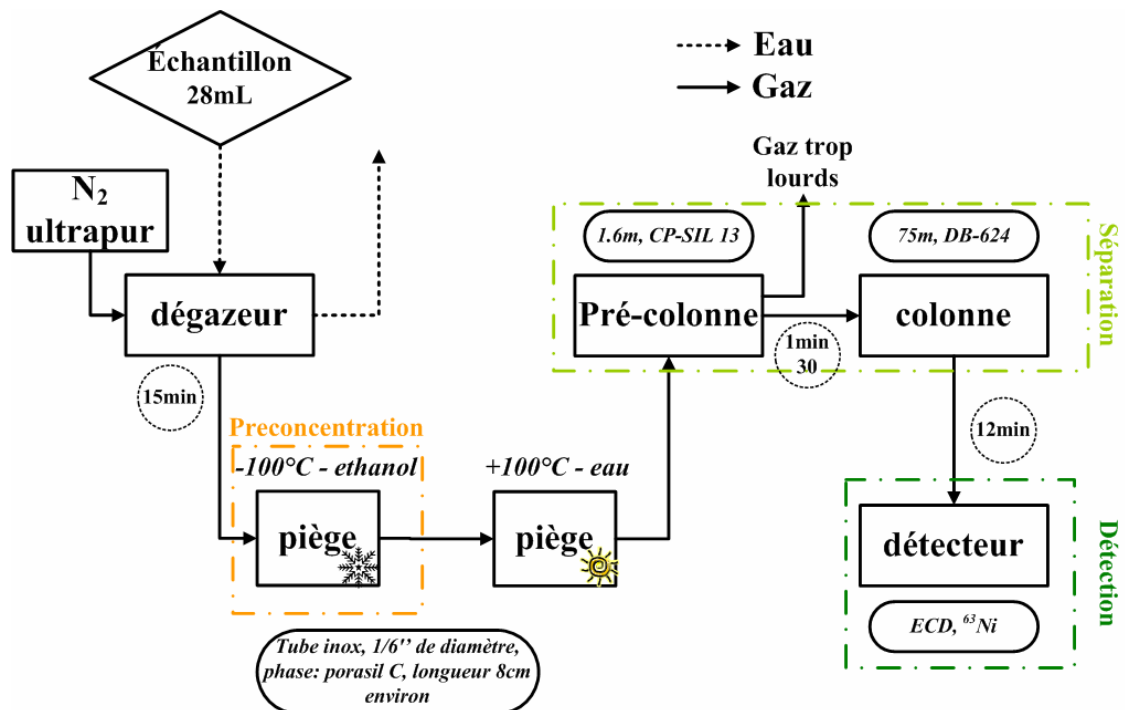 Échantillon
28mL
Eau
Gaz
N₂
ultrapur
dégazeur
15min
Gaz trop
lourds
1.6m, CP-SIL 13
75m, DB-624
Pré-colonne
colonne
1min
30
Séparation
12min
Preconcentration
-100°C - ethanol
+100°C - eau
piège
piège
détecteur
ECD, ⁶³Ni
Détection
Tube inox, 1/6'' de diamètre,
phase: porasil C, longueur 8cm
environ